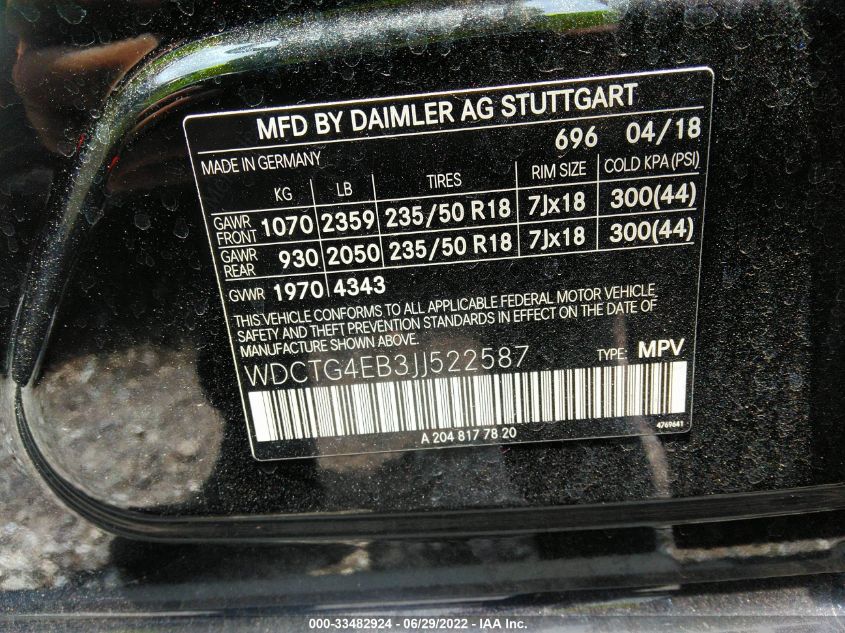 MFD BY DAIMLER AG STUTTGART
696 04/18
MADE IN GERMANY
KG LB TIRES RIM SIZE COLD KPA (PSI)
GAWR FRONT 1070 2359 235/50 R18 7Jx18 300(44)
GAWR REAR 930 2050 235/50 R18 7Jx18 300(44)
GVWR 1970 4343
THIS VEHICLE CONFORMS TO ALL APPLICABLE FEDERAL MOTOR VEHICLE
SAFETY AND THEFT PREVENTION STANDARDS IN EFFECT ON THE DATE OF
MANUFACTURE SHOWN ABOVE.
WDCTG4EB3JJ522587 TYPE: MPV
A 204 817 78 20 4769641
000-33482924 - 06/29/2022 - IAA Inc.